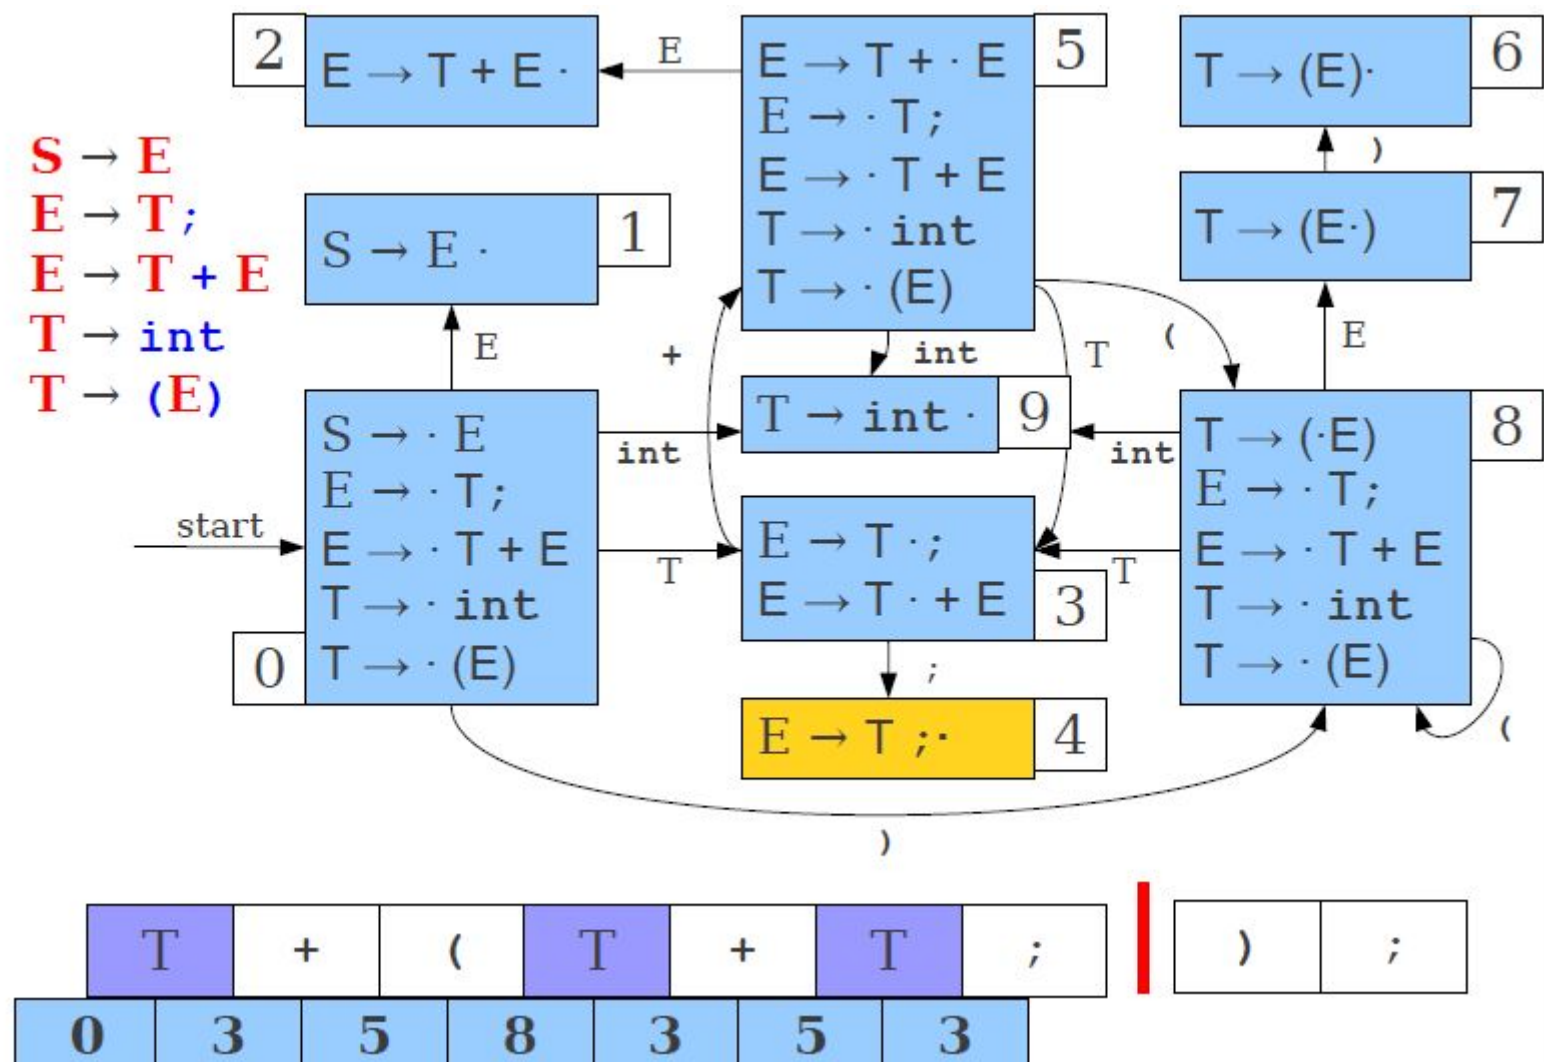 2
E → T + E ·
E
E → T + · E
E → · T ;
E → · T + E
T → · int
T → · (E)
5
T → (E)·
6
)
T → (E·)
7
S → E
E → T ;
E → T + E
T → int
T → (E)
S → E ·
1
E
+
int
T
(
E
S → · E
E → · T ;
E → · T + E
T → · int
T → · (E)
0
start
int
T
T → int ·
9
int
T
E → T · ;
E → T · + E
3
;
E → T ; ·
4
T → (·E)
E → · T ;
E → · T + E
T → · int
T → · (E)
8
(
)
T + ( T + T ; ) ;
0 3 5 8 3 5 3